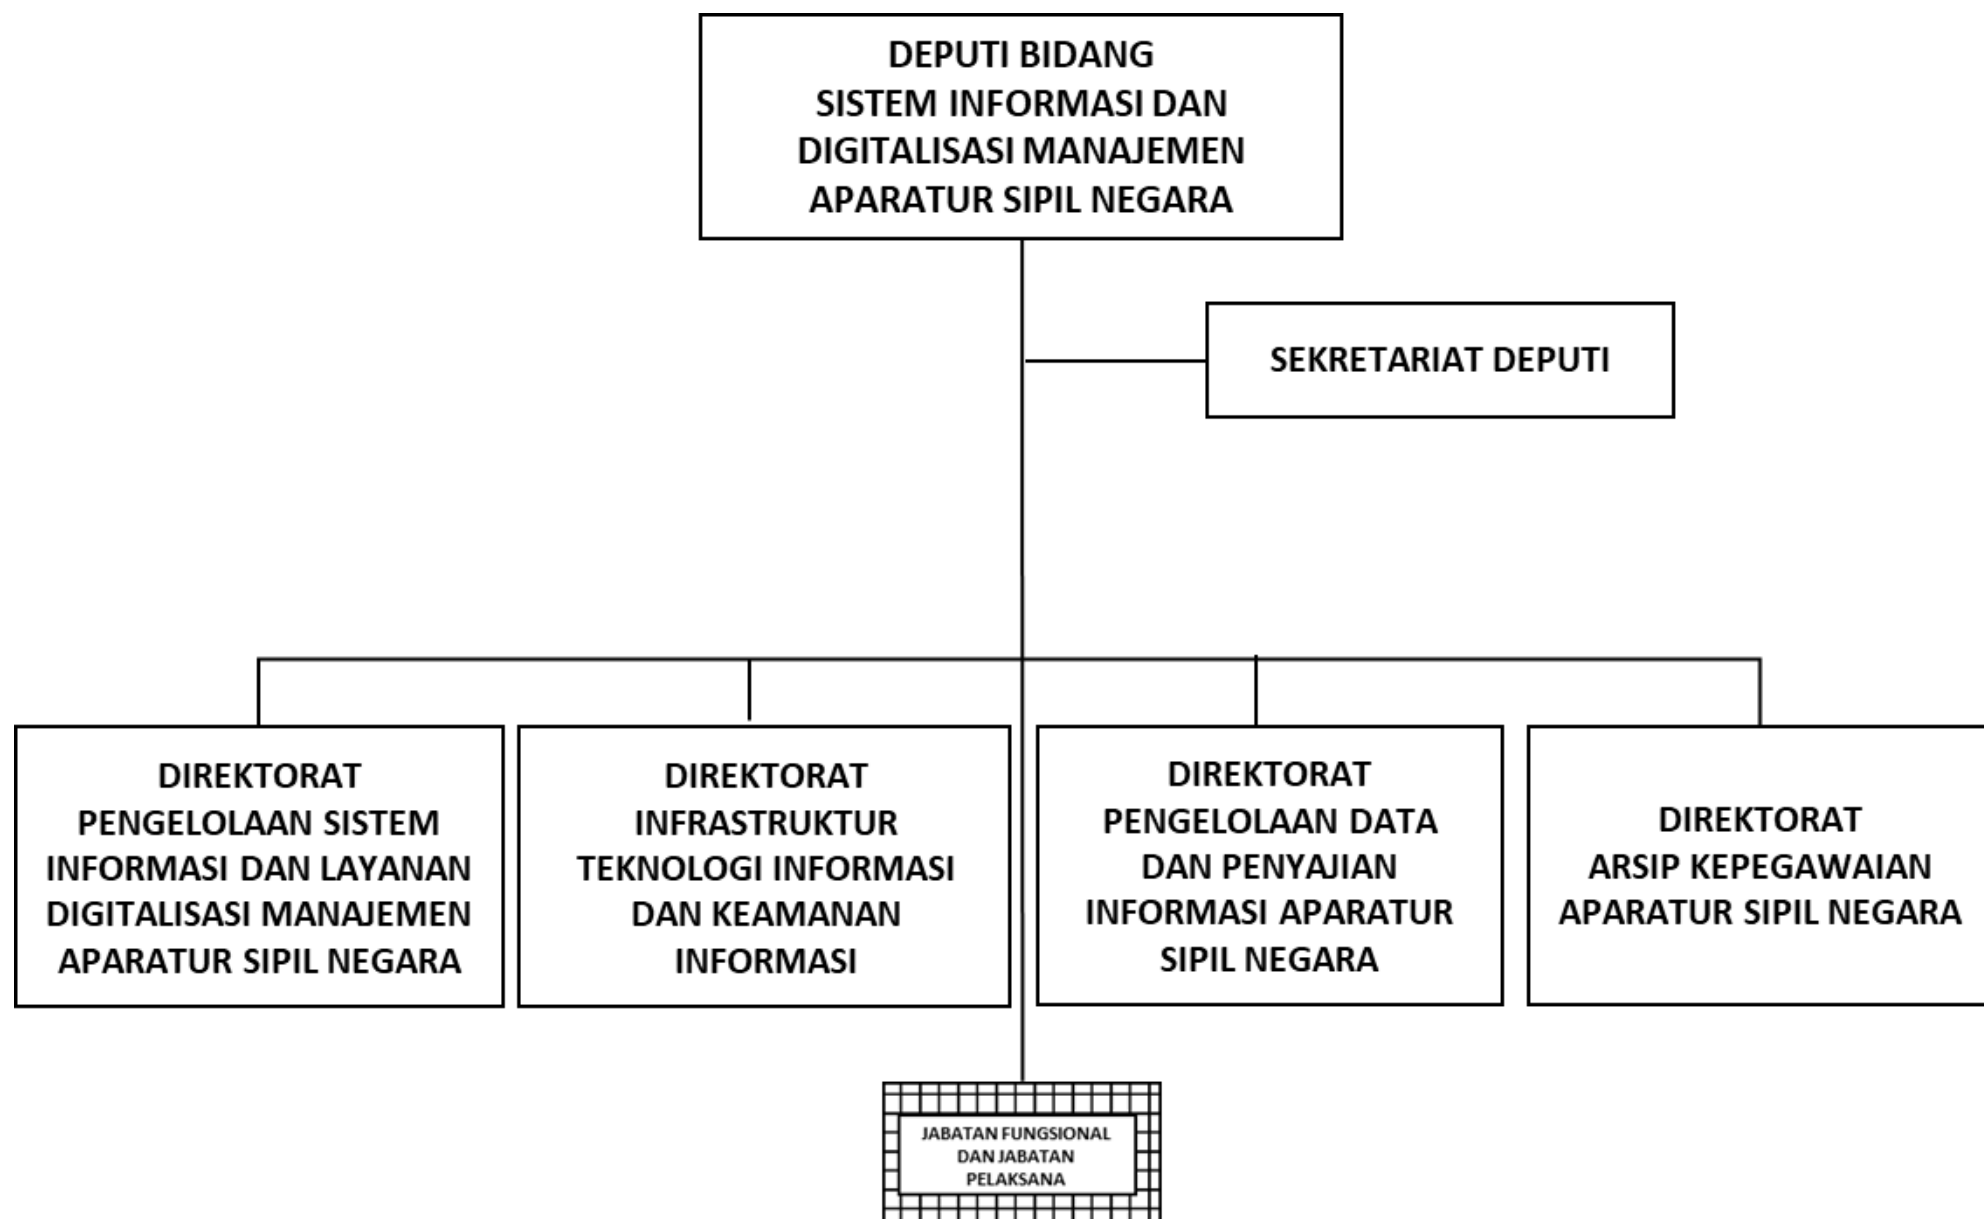 DEPUTI BIDANG
SISTEM INFORMASI DAN
DIGITALISASI MANAJEMEN
APARATUR SIPIL NEGARA
SEKRETARIAT DEPUTI
DIREKTORAT
PENGELOLAAN SISTEM
INFORMASI DAN LAYANAN
DIGITALISASI MANAJEMEN
APARATUR SIPIL NEGARA
DIREKTORAT
INFRASTRUKTUR
TEKNOLOGI INFORMASI
DAN KEAMANAN
INFORMASI
DIREKTORAT
PENGELOLAAN DATA
DAN PENYAJIAN
INFORMASI APARATUR
SIPIL NEGARA
DIREKTORAT
ARSIP KEPEGAWAIAN
APARATUR SIPIL NEGARA
JABATAN FUNGSIONAL
DAN JABATAN
PELAKSANA